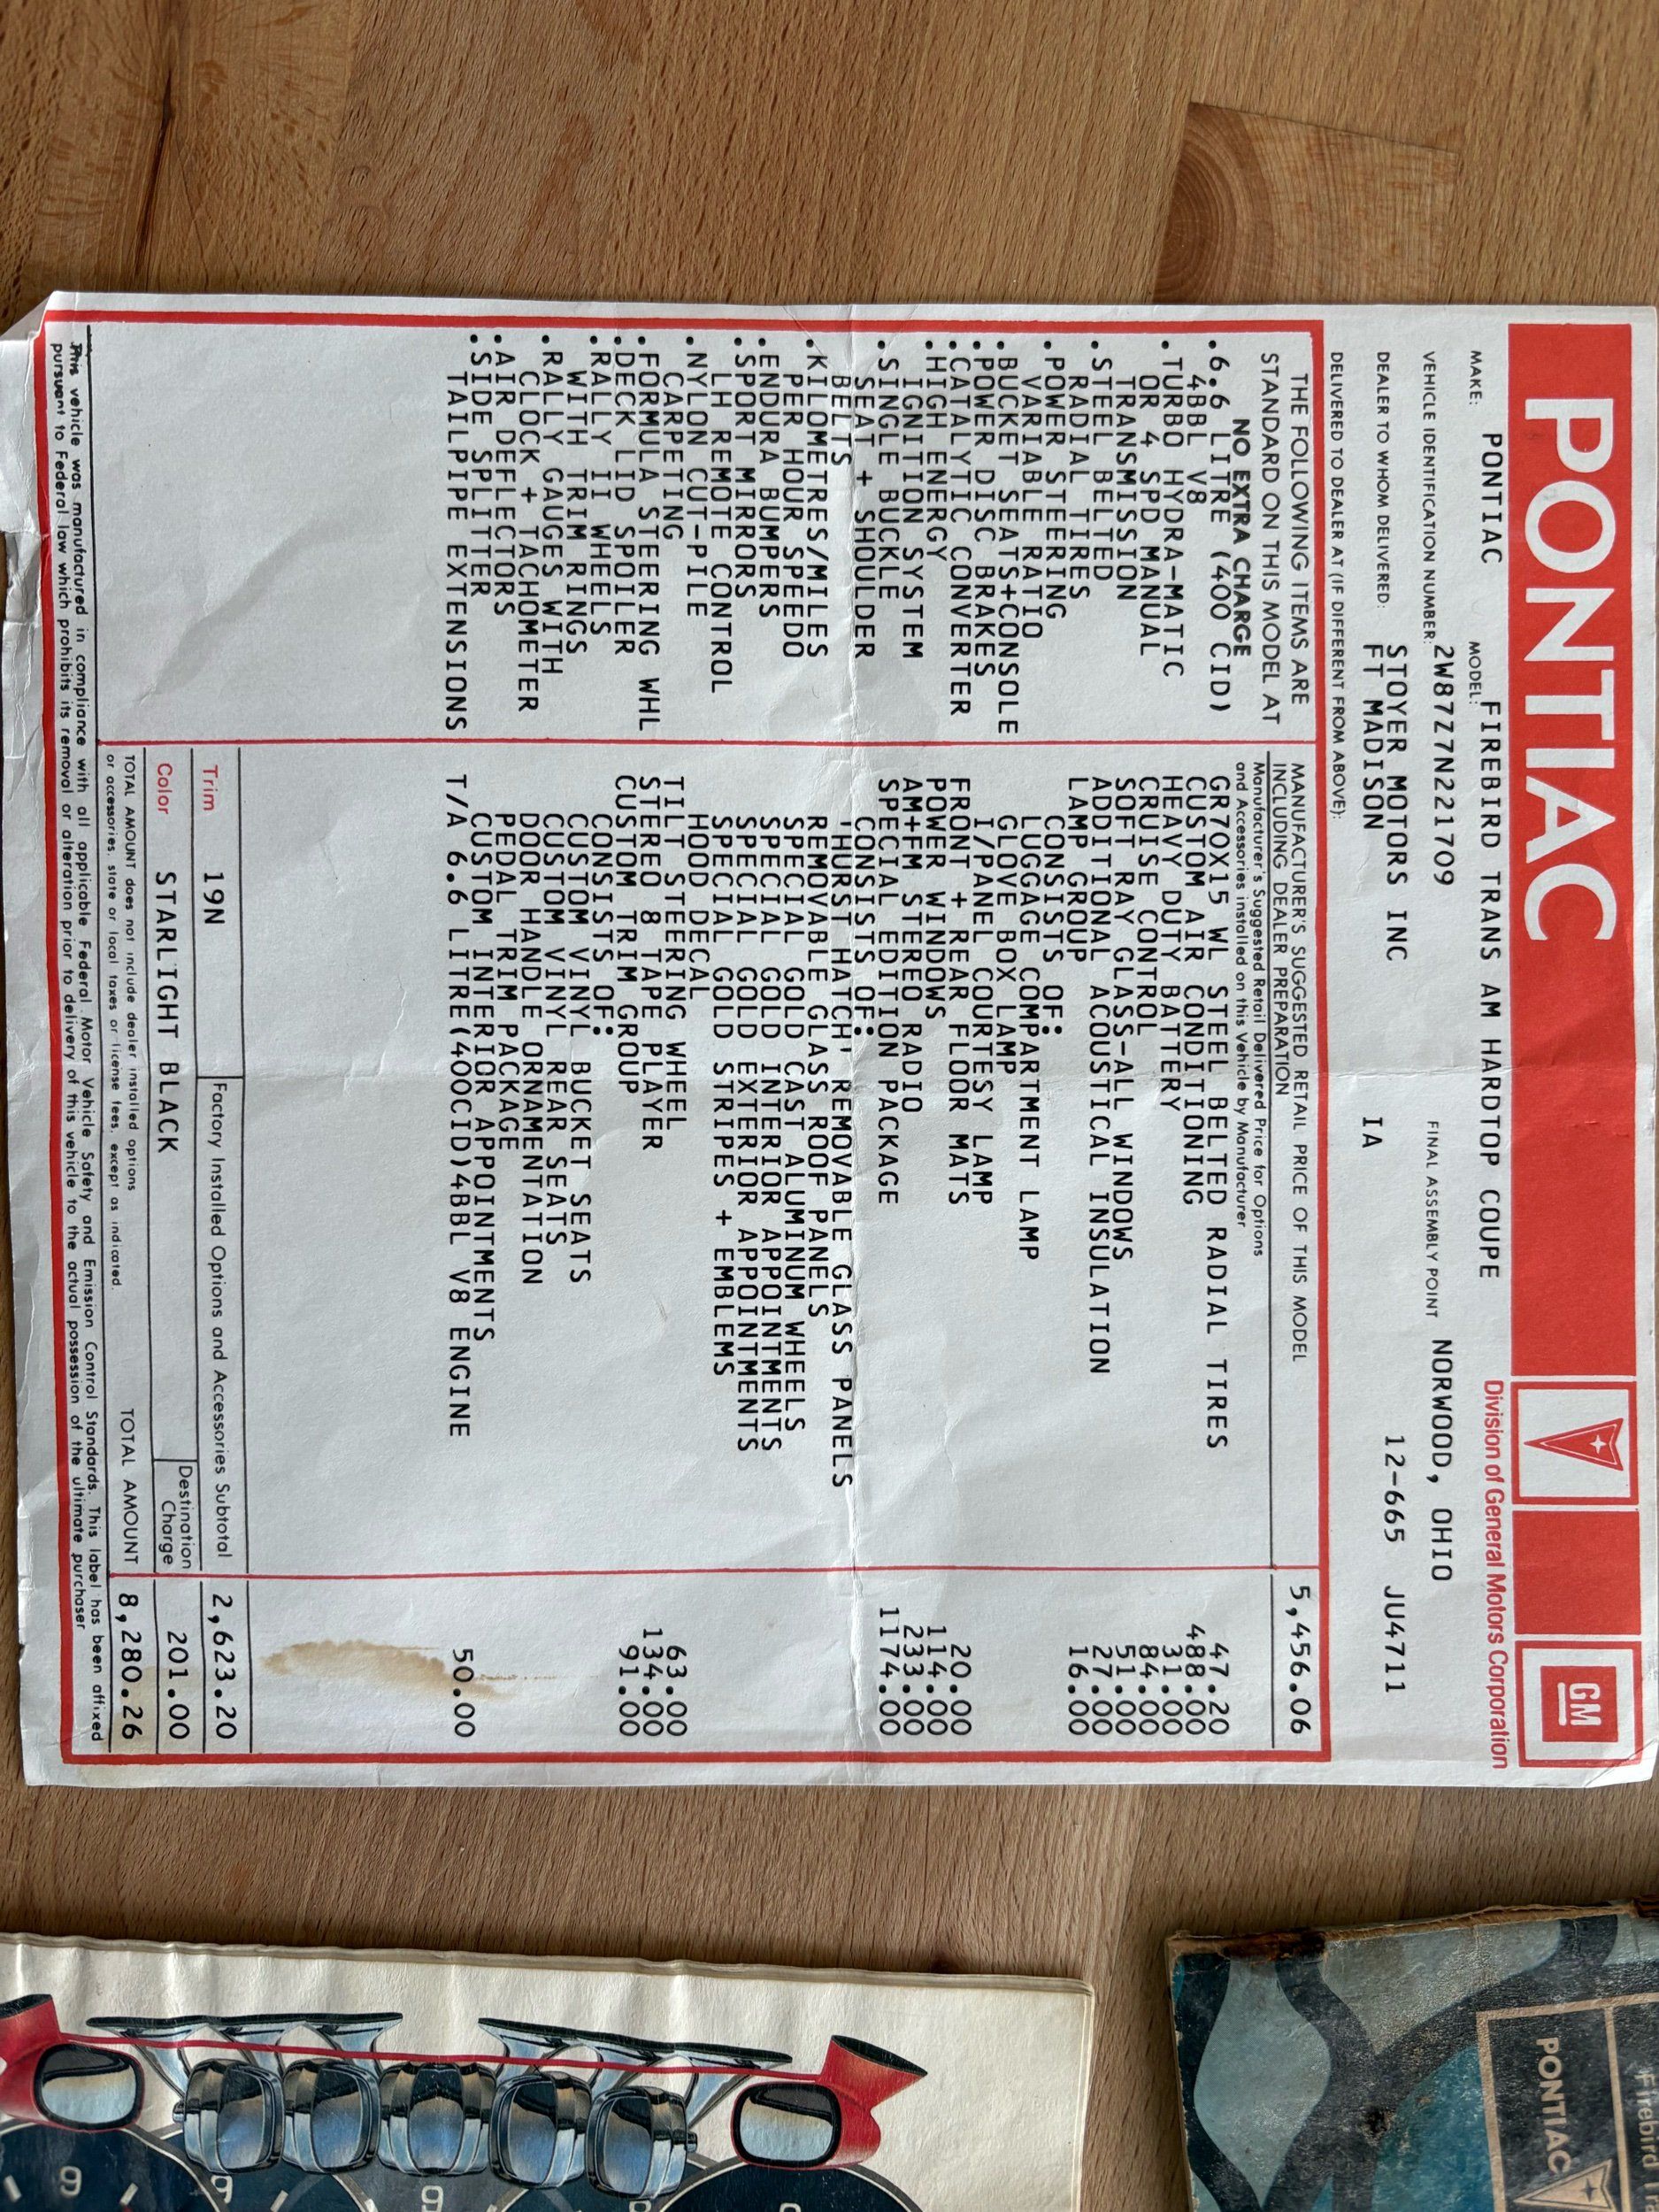 PONTIAC
GM
Division of General Motors Corporation
MAKE: PONTIAC MODEL: FIREBIRD TRANS AM HARDTOP COUPE
VEHICLE IDENTIFICATION NUMBER: 2W87Z7N221709 FINAL ASSEMBLY POINT NORWOOD, OHIO
DEALER TO WHOM DELIVERED: STOYER MOTORS INC 12-665 JU4711
FT MADISON IA
DELIVERED TO DEALER AT (IF DIFFERENT FROM ABOVE):
THE FOLLOWING ITEMS ARE
STANDARD ON THIS MODEL AT
NO EXTRA CHARGE
.6.6 LITRE (400 CID)
4BBL V8
.TURBO HYDRA-MATIC
OR 4 SPD MANUAL
TRANSMISSION
.STEEL BELTED
RADIAL TIRES
.POWER STEERING
VARIABLE RATIO
.BUCKET SEATS+CONSOLE
.POWER DISC BRAKES
.CATALYTIC CONVERTER
.HIGH ENERGY
IGNITION SYSTEM
.SINGLE BUCKLE
SEAT + SHOULDER
BELTS
.KILOMETRES/MILES
PER HOUR SPEEDO
.ENDURA BUMPERS
.SPORT MIRRORS
LH REMOTE CONTROL
.NYLON CUT-PILE
CARPETING
.FORMULA STEERING WHL
.DECK LID SPOILER
.RALLY II WHEELS
WITH TRIM RINGS
.RALLY GAUGES WITH
CLOCK + TACHOMETER
.AIR DEFLECTORS
.SIDE SPLITTER
TAILPIPE EXTENSIONS
MANUFACTURER'S SUGGESTED RETAIL PRICE OF THIS MODEL
INCLUDING DEALER PREPARATION 5,456.06
Manufacturer's Suggested Retail Delivered Price for Options
and Accessories installed on this Vehicle by Manufacturer
GR70X15 WL STEEL BELTED RADIAL TIRES 47.20
CUSTOM AIR CONDITIONING 488.00
HEAVY DUTY BATTERY 31.00
CRUISE CONTROL 84.00
SOFT RAY GLASS-ALL WINDOWS 51.00
ADDITIONAL ACOUSTICAL INSULATION 27.00
LAMP GROUP 16.00
CONSISTS OF:
LUGGAGE COMPARTMENT LAMP
GLOVE BOX LAMP
I/PANEL COURTESY LAMP
FRONT + REAR FLOOR MATS 20.00
POWER WINDOWS 114.00
AM+FM STEREO RADIO 233.00
SPECIAL EDITION PACKAGE 1174.00
CONSISTS OF:
'HURST HATCH' REMOVABLE GLASS PANELS
REMOVABLE GLASS ROOF PANELS
SPECIAL GOLD CAST ALUMINUM WHEELS
SPECIAL GOLD INTERIOR APPOINTMENTS
SPECIAL GOLD EXTERIOR APPOINTMENTS
SPECIAL GOLD STRIPES + EMBLEMS
HOOD DECAL
TILT STEERING WHEEL 63.00
STEREO 8 TAPE PLAYER 134.00
CUSTOM TRIM GROUP 91.00
CONSISTS OF:
CUSTOM VINYL BUCKET SEATS
CUSTOM VINYL REAR SEATS
DOOR HANDLE ORNAMENTATION
PEDAL TRIM PACKAGE
CUSTOM INTERIOR APPOINTMENTS
T/A 6.6 LITRE(400CID)4BBL V8 ENGINE 50.00
Trim 19N Factory Installed Options and Accessories Subtotal 2,623.20
Color STARLIGHT BLACK Destination Charge 201.00
TOTAL AMOUNT does not include dealer installed options
or accessories, state or local taxes or license fees, except as indicated.
TOTAL AMOUNT 8,280.26
This vehicle was manufactured in compliance with all applicable Federal Motor Vehicle Safety and Emission Control Standards. This label has been affixed
pursuant to Federal law which prohibits its removal or alteration prior to delivery of this vehicle to the actual possession of the ultimate purchaser
Firebird
PONTIAC
9
9
9